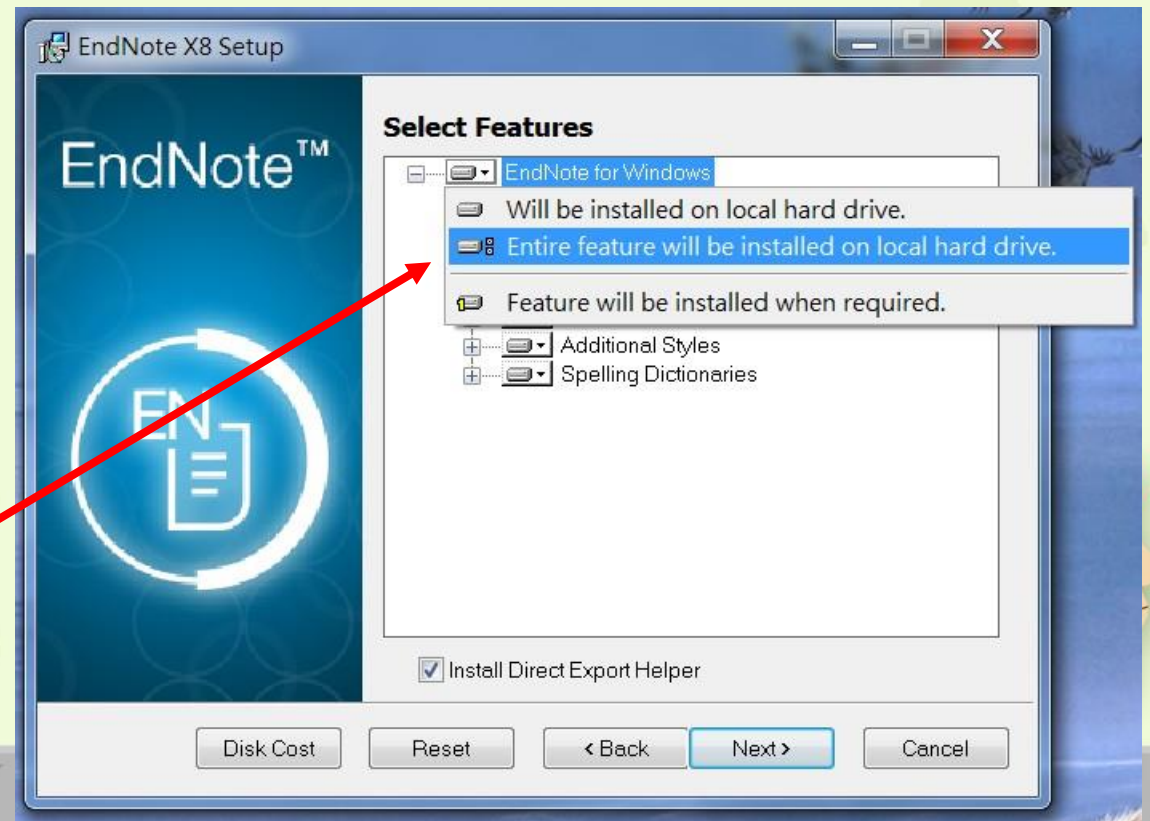 EndNote X8 Setup
EndNote™
Select Features
EndNote for Windows
Will be installed on local hard drive.
Entire feature will be installed on local hard drive.
Feature will be installed when required.
Additional Styles
Spelling Dictionaries
EN
Install Direct Export Helper
Disk Cost
Reset
< Back
Next >
Cancel